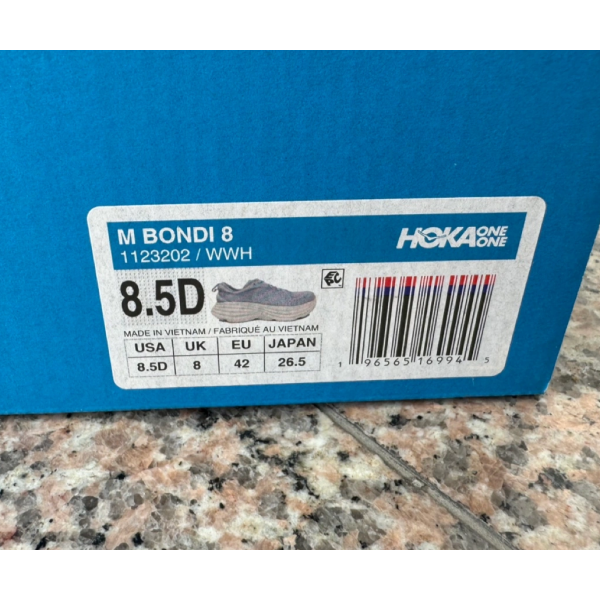 M BONDI 8
1123202 / WWH
HOKA ONE ONE
8.5D
MADE IN VIETNAM / FABRIQUÉ AU VIETNAM
USA UK EU JAPAN
8.5D 8 42 26.5
1 96565 16994 5